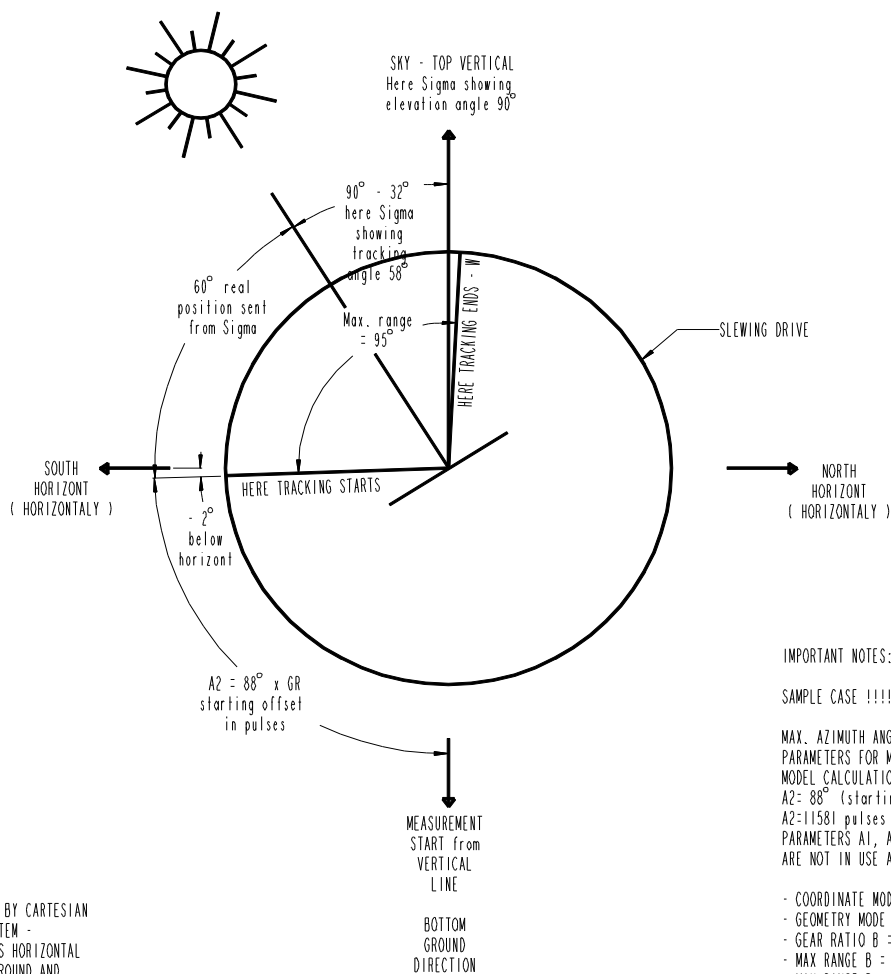 SKY - TOP VERTICAL
Here Sigma showing
elevation angle 90°
90° - 32°
here Sigma
showing
tracking
angle 58°
60° real
position sent
from Sigma
Max. range
= 95°
HERE TRACKING ENDS - W
SLEWING DRIVE
SOUTH
HORIZONT
( HORIZONTALY )
HERE TRACKING STARTS
NORTH
HORIZONT
( HORIZONTALY )
- 2°
below
horizont
A2 = 88° x GR
starting offset
in pulses
MEASUREMENT
START from
VERTICAL
LINE
BOTTOM
GROUND
DIRECTION
IMPORTANT NOTES:
SAMPLE CASE !!!!
MAX. AZIMUTH ANG
PARAMETERS FOR M
MODEL CALCULATIO
A2= 88° (startin
A2=11581 pulses
PARAMETERS A1, A
ARE NOT IN USE A
- COORDINATE MOD
- GEOMETRY MODE
- GEAR RATIO B =
- MAX RANGE B =
BY CARTESIAN
TEM -
S HORIZONTAL
ROUND AND